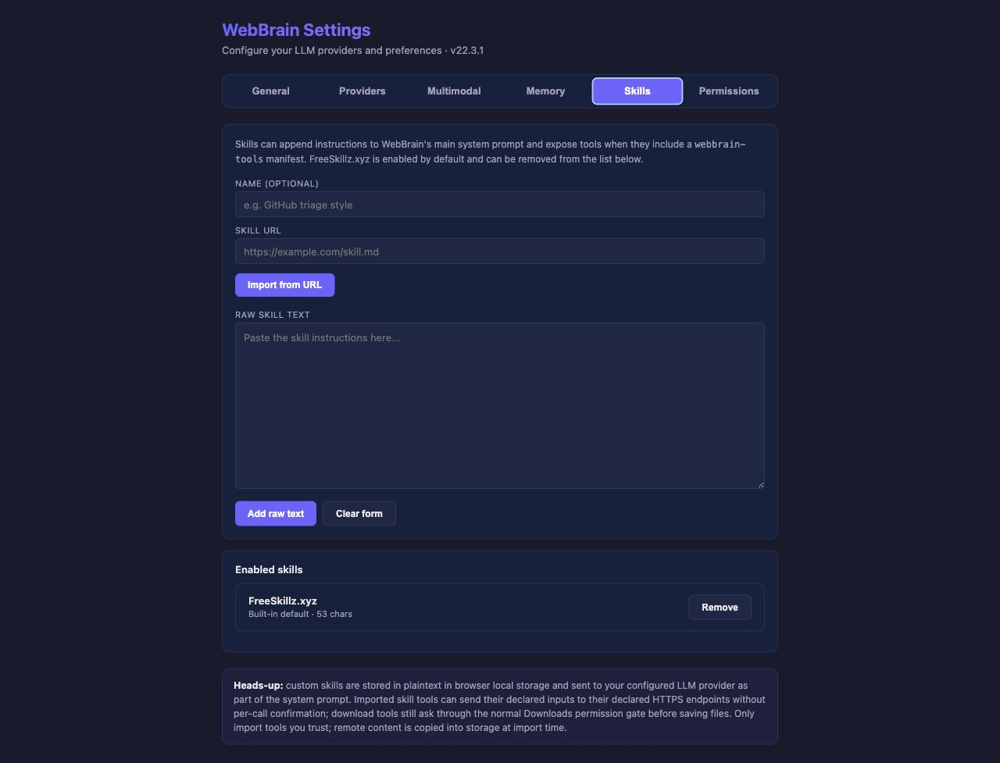 WebBrain Settings
Configure your LLM providers and preferences · v22.3.1
General Providers Multimodal Memory Skills Permissions
Skills can append instructions to WebBrain's main system prompt and expose tools when they include a webbrain-
tools manifest. FreeSkillz.xyz is enabled by default and can be removed from the list below.
NAME (OPTIONAL)
e.g. GitHub triage style
SKILL URL
https://example.com/skill.md
Import from URL
RAW SKILL TEXT
Paste the skill instructions here...
Add raw text Clear form
Enabled skills
FreeSkillz.xyz
Built-in default · 53 chars
Remove
Heads-up: custom skills are stored in plaintext in browser local storage and sent to your configured LLM provider as
part of the system prompt. Imported skill tools can send their declared inputs to their declared HTTPS endpoints without
per-call confirmation; download tools still ask through the normal Downloads permission gate before saving files. Only
import tools you trust; remote content is copied into storage at import time.